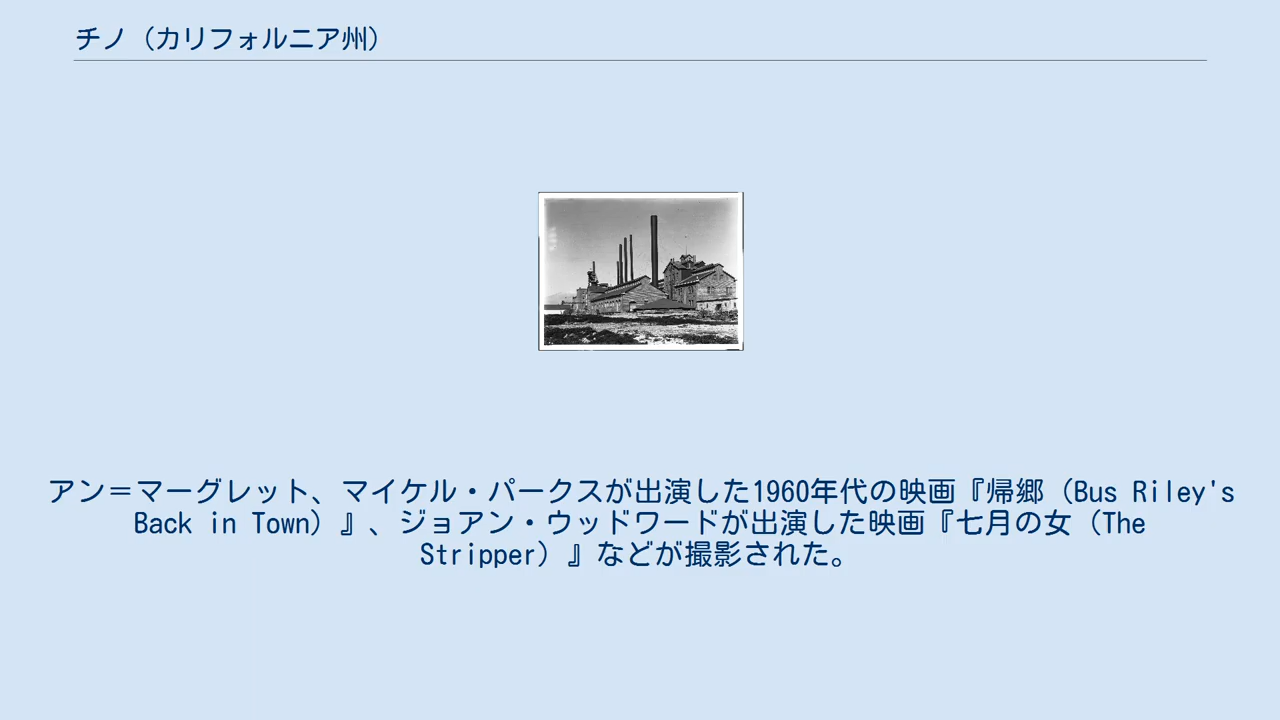 チノ（カリフォルニア州）
アン＝マーグレット、マイケル・パークスが出演した1960年代の映画『帰郷（Bus Riley's
Back in Town）』、ジョアン・ウッドワードが出演した映画『七月の女（The
Stripper）』などが撮影された。